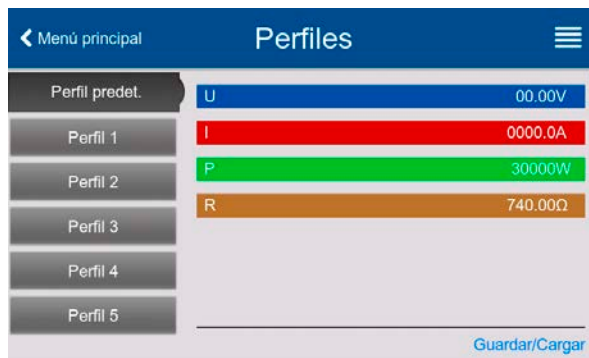 Menú principal
Perfiles
Perfil predet.
Perfil 1
Perfil 2
Perfil 3
Perfil 4
Perfil 5
U 00.00V
I 0000.0A
P 30000W
R 740.00Ω
Guardar/Cargar